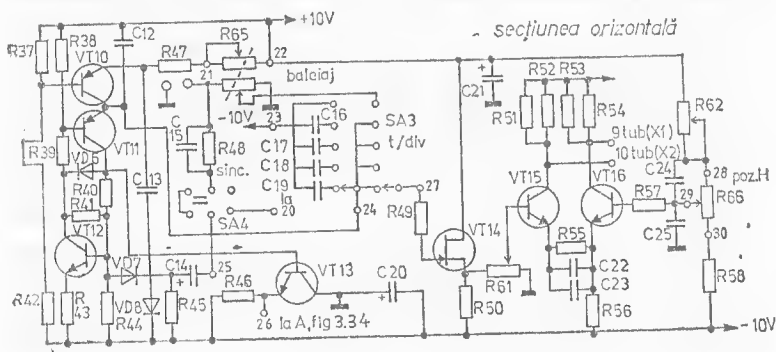 +10V
secțiunea orizontală
R37
R38
C12
VT10
R47
R65
21
22
balciaj
-10V
23
C16
C17
C18
C19
SA3
t/div
C15
R48
sinc.
SA4
la
20
24
27
R39
VT11
VD6
C13
R40
R41
VT12
VD7
C14
25
R42
R43
R44
VD8
R45
R46
26
la A, fig 3.34
VT13
C20
R49
VT14
R50
R61
C21
R51
R52
R53
R54
9 tub(X1)
10 tub(X2)
VT15
VT16
R55
C22
C23
R56
R57
C24
C25
R62
28
poz.H
29
R66
30
R58
-10V